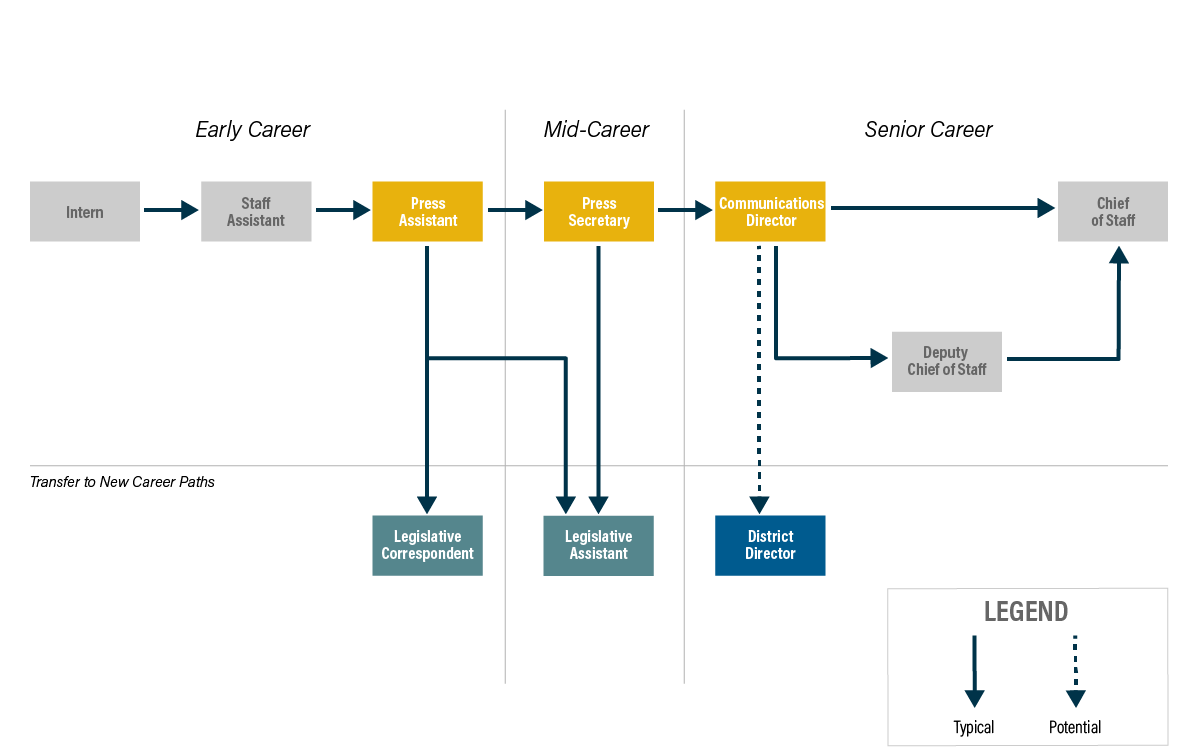 Early Career
Mid-Career
Senior Career
Intern
Staff
Assistant
Press
Assistant
Press
Secretary
Communications
Director
Chief
of Staff
Deputy
Chief of Staff
Transfer to New Career Paths
Legislative
Correspondent
Legislative
Assistant
District
Director
LEGEND
Typical
Potential